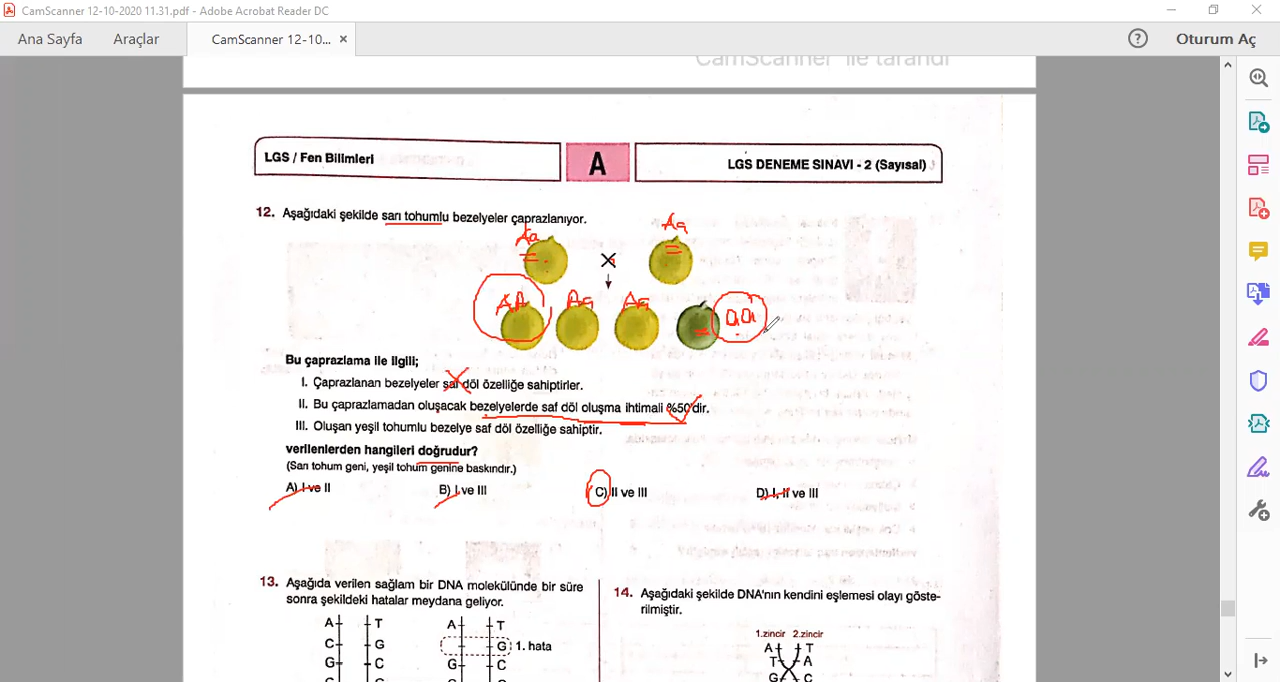 CamScanner 12-10-2020 11.31.pdf - Adobe Acrobat Reader DC
Ana Sayfa Araçlar CamScanner 12-10... × ? Oturum Aç
CamScanner ile tarandı
LGS / Fen Bilimleri A LGS DENEME SINAVI - 2 (Sayısal)
12. Aşağıdaki şekilde sarı tohumlu bezelyeler çaprazlanıyor.
Aa X Aa
AA Aa Aa aa
Bu çaprazlama ile ilgili;
I. Çaprazlanan bezelyeler saf döl özelliğe sahiptirler.
II. Bu çaprazlamadan oluşacak bezelyelerde saf döl oluşma ihtimali %50'dir.
III. Oluşan yeşil tohumlu bezelye saf döl özelliğe sahiptir.
verilenlerden hangileri doğrudur?
(Sarı tohum geni, yeşil tohum genine baskındır.)
A) I ve II B) I ve III C) II ve III D) I, II ve III
13. Aşağıda verilen sağlam bir DNA molekülünde bir süre
sonra şekildeki hatalar meydana geliyor.
A T A T
C G G 1. hata
G C G C
14. Aşağıdaki şekilde DNA'nın kendini eşlemesi olayı göste-
rilmiştir.
1.zincir 2.zincir
A T
T A
G C